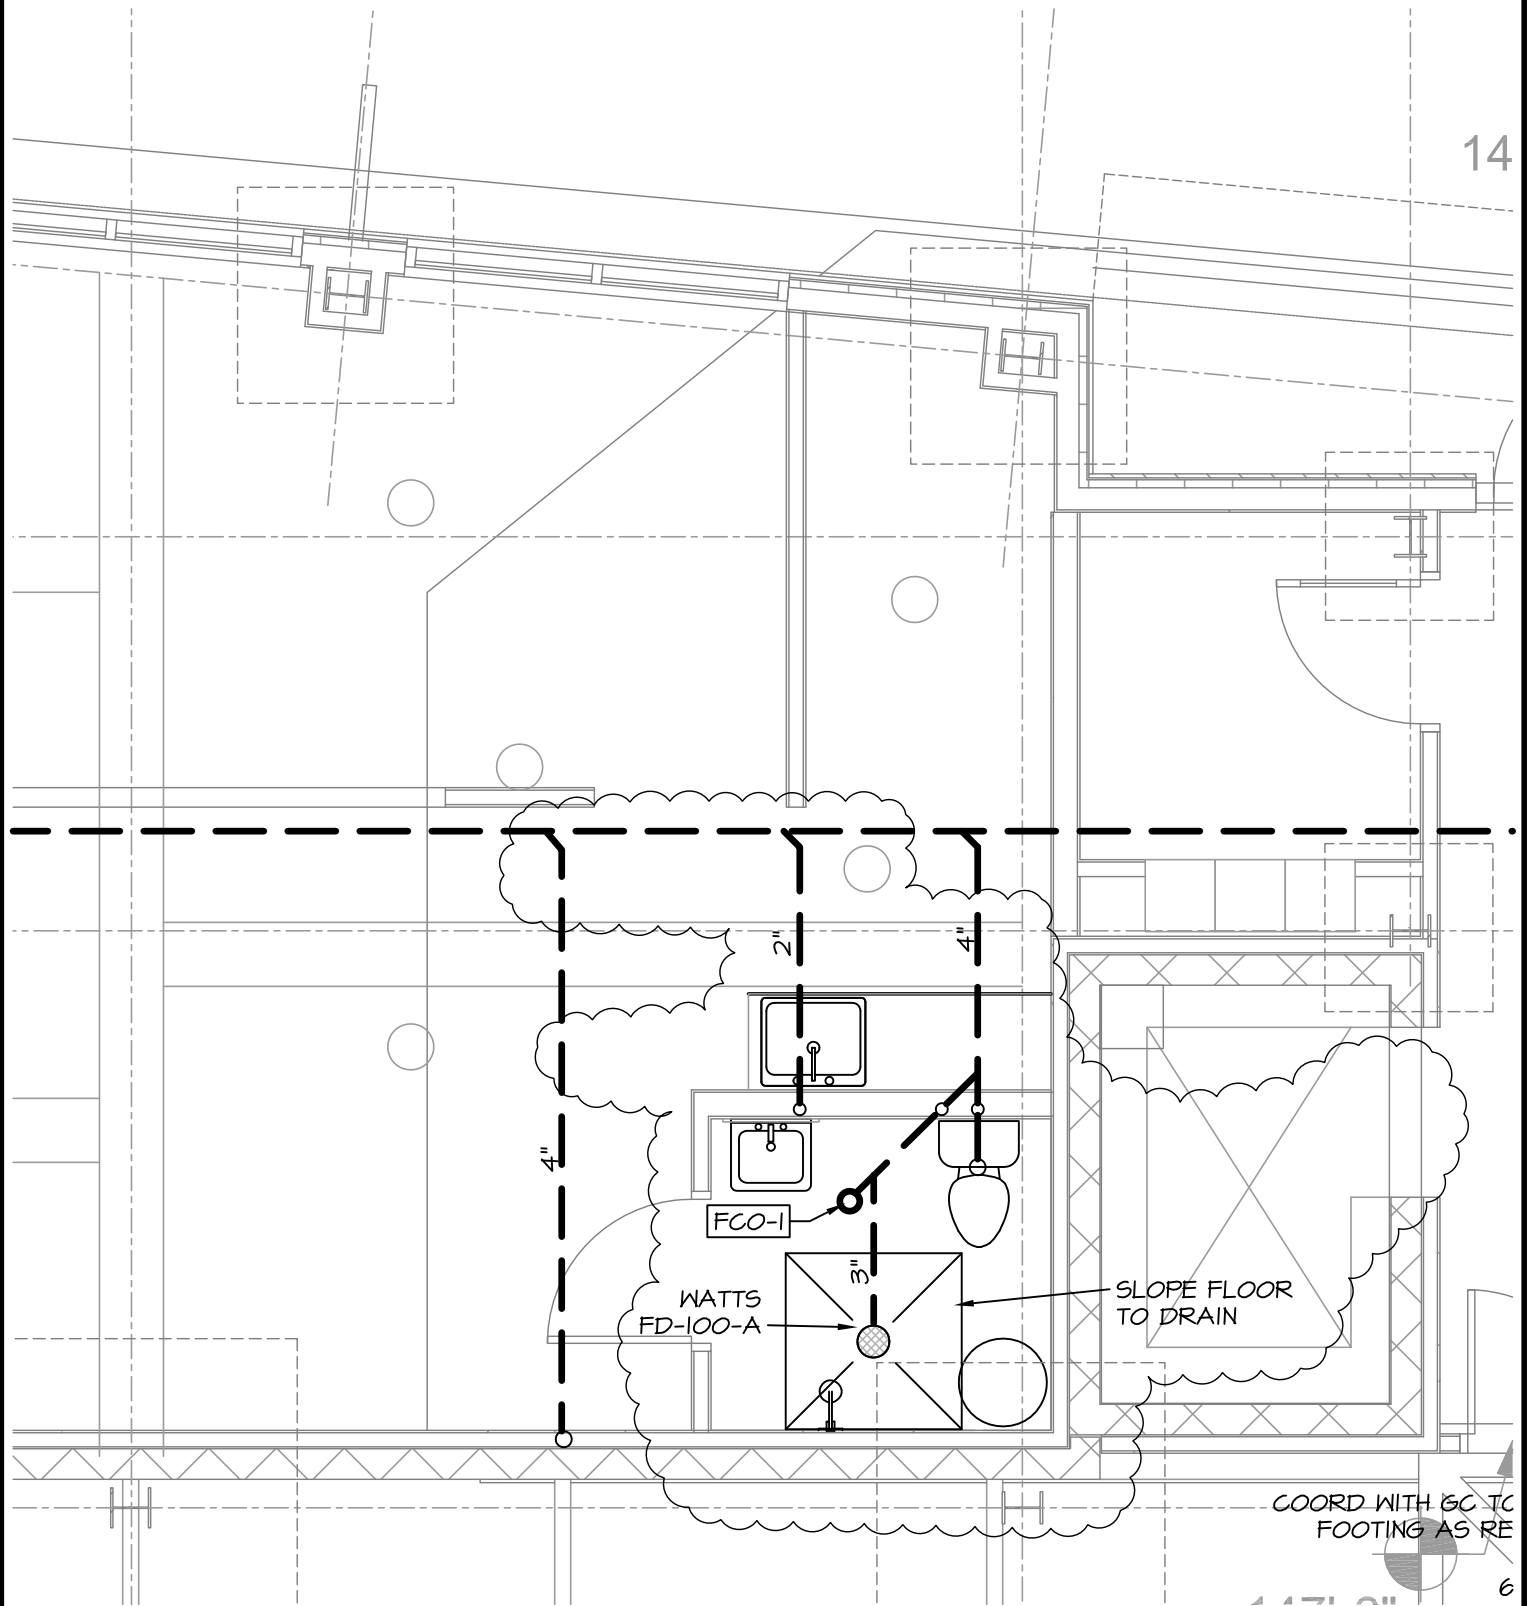 14
2"
4"
4"
FCO-1
3"
WATTS
FD-100-A
SLOPE FLOOR
TO DRAIN
COORD WITH GC TO
FOOTING AS RE
6